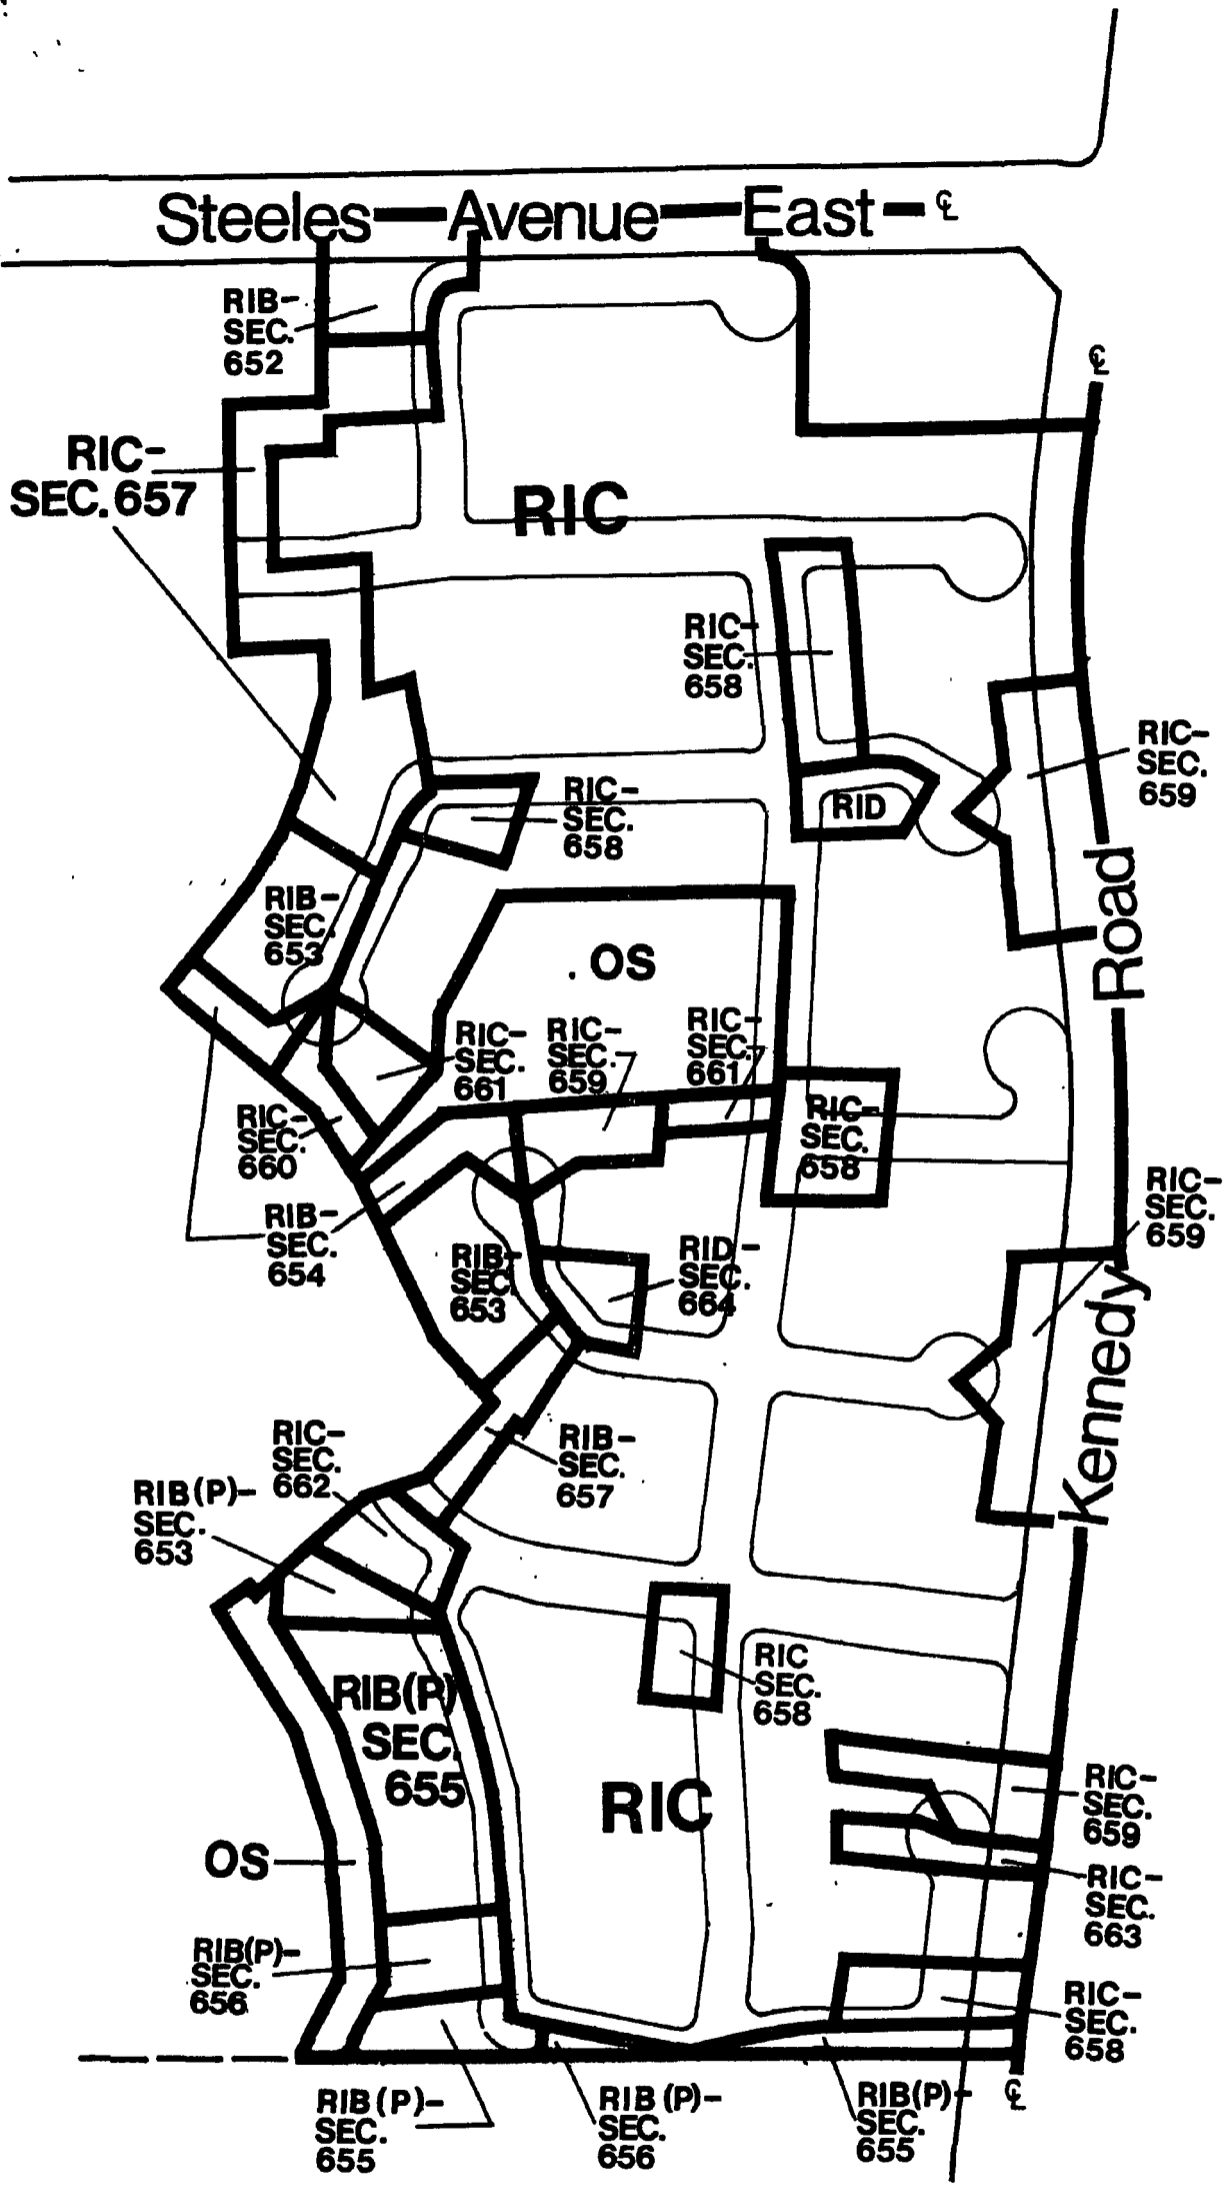 Steeles Avenue East ℄
RIB-
SEC.
652
℄
RIC-
SEC. 657
RIC
RIC-
SEC.
658
RIC-
SEC.
659
RIC-
SEC.
658
RID
RIB-
SEC.
653
OS
Road
RIC-
SEC.
661
RIC-
SEC.
659
RIC-
SEC.
661
RIC-
SEC.
658
RIC-
SEC.
660
RIC-
SEC.
659
RIB-
SEC.
654
RIB-
SEC.
653
RID-
SEC.
664
Kennedy
RIC-
SEC.
662
RIB-
SEC.
657
RIB(P)-
SEC.
653
RIC
SEC.
658
RIB(P)
SEC.
655
RIC
RIC-
SEC.
659
OS
RIC-
SEC.
663
RIB(P)-
SEC.
656
RIC-
SEC.
658
℄
RIB(P)-
SEC.
655
RIB(P)-
SEC.
656
RIB(P)-
SEC.
655